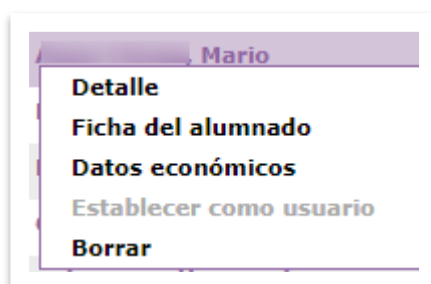 , Mario
Detalle
Ficha del alumnado
Datos económicos
Establecer como usuario
Borrar